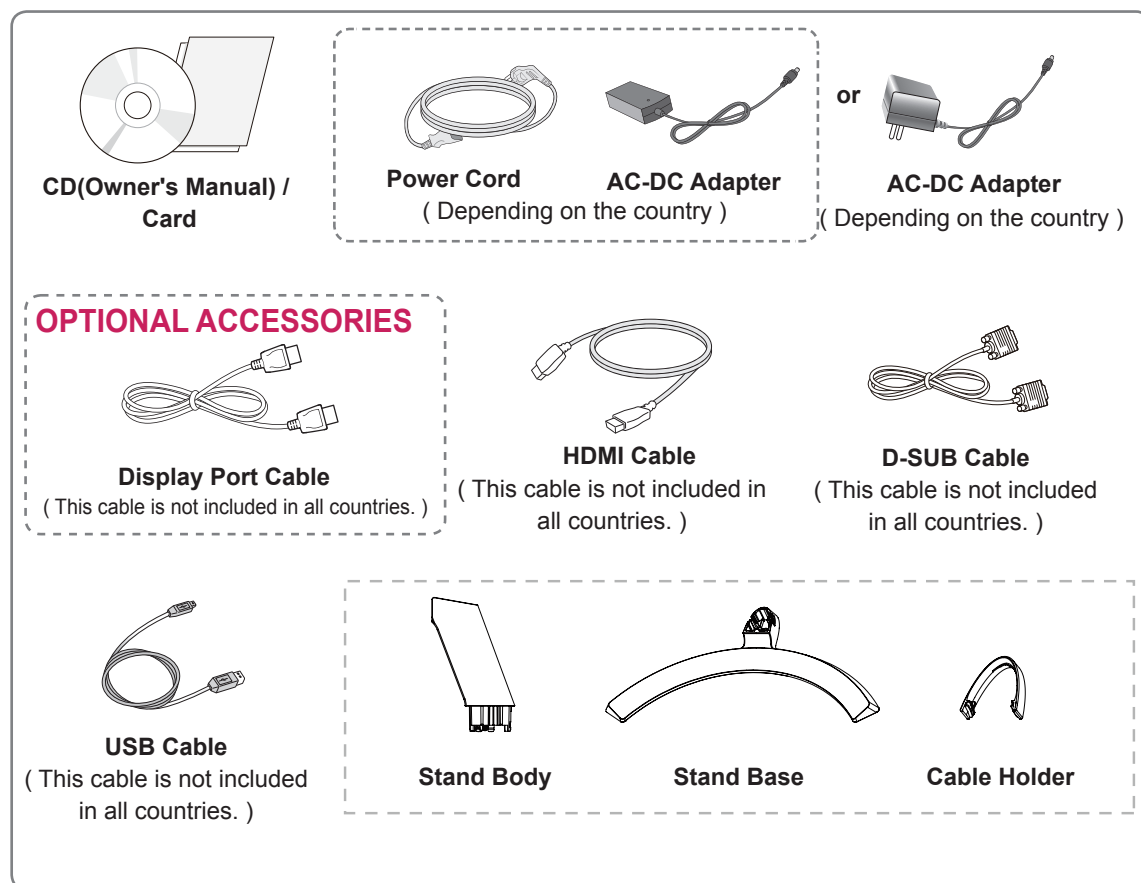 CD(Owner's Manual) /
Card
Power Cord
AC-DC Adapter
( Depending on the country )
or
AC-DC Adapter
( Depending on the country )
OPTIONAL ACCESSORIES
Display Port Cable
( This cable is not included in all countries. )
HDMI Cable
( This cable is not included in
all countries. )
D-SUB Cable
( This cable is not included
in all countries. )
USB Cable
( This cable is not included
in all countries. )
Stand Body
Stand Base
Cable Holder